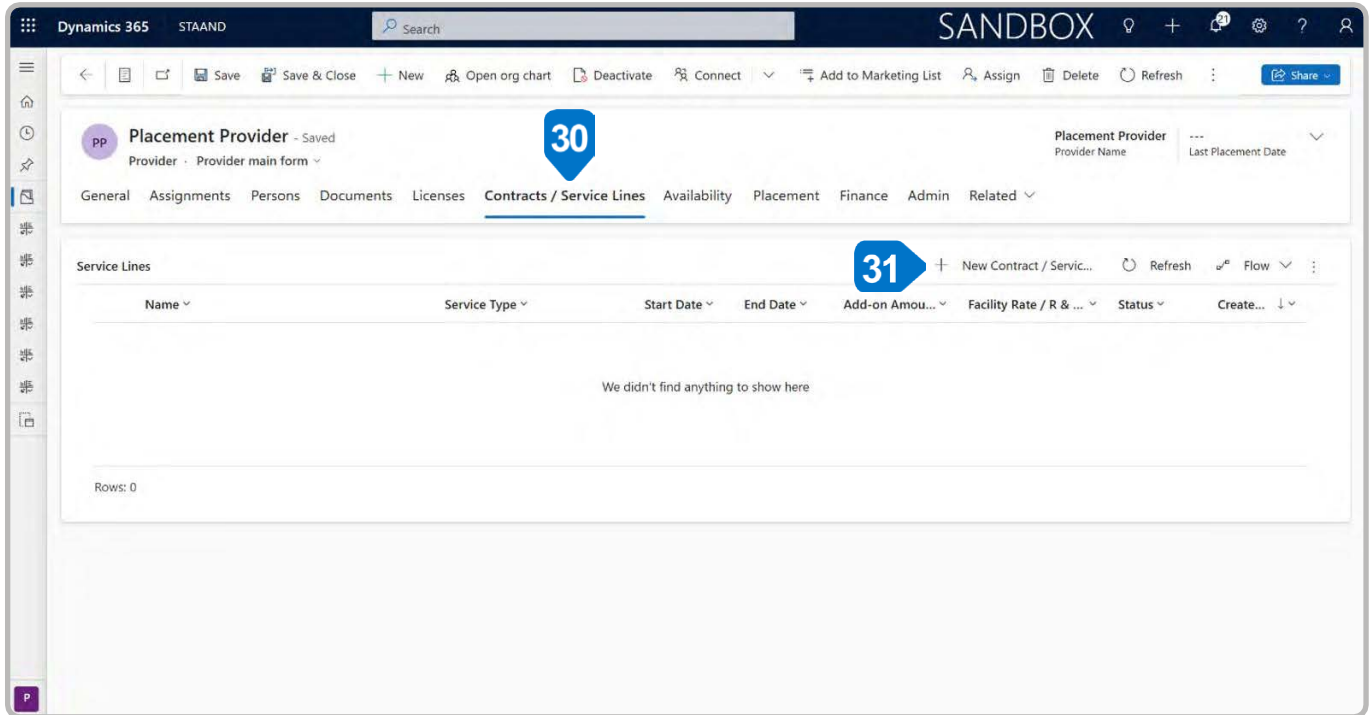 Dynamics 365 STAAND Search SANDBOX 21 ?
Save Save & Close New Open org chart Deactivate Connect Add to Marketing List Assign Delete Refresh Share
PP Placement Provider - Saved 30 Placement Provider ---
Provider · Provider main form Provider Name Last Placement Date
General Assignments Persons Documents Licenses Contracts / Service Lines Availability Placement Finance Admin Related
Service Lines 31 + New Contract / Servic... Refresh Flow
Name Service Type Start Date End Date Add-on Amou... Facility Rate / R & ... Status Create... ↓
We didn't find anything to show here
Rows: 0
P